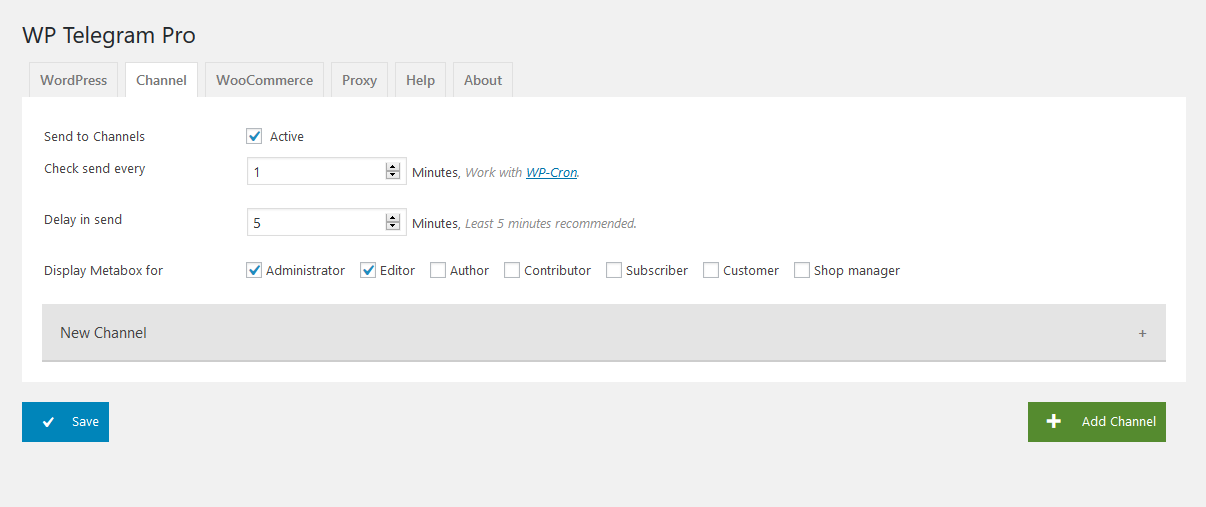 WP Telegram Pro
WordPress Channel WooCommerce Proxy Help About
Send to Channels Active
Check send every 1 Minutes, Work with WP-Cron.
Delay in send 5 Minutes, Least 5 minutes recommended.
Display Metabox for Administrator Editor Author Contributor Subscriber Customer Shop manager
New Channel +
Save Add Channel